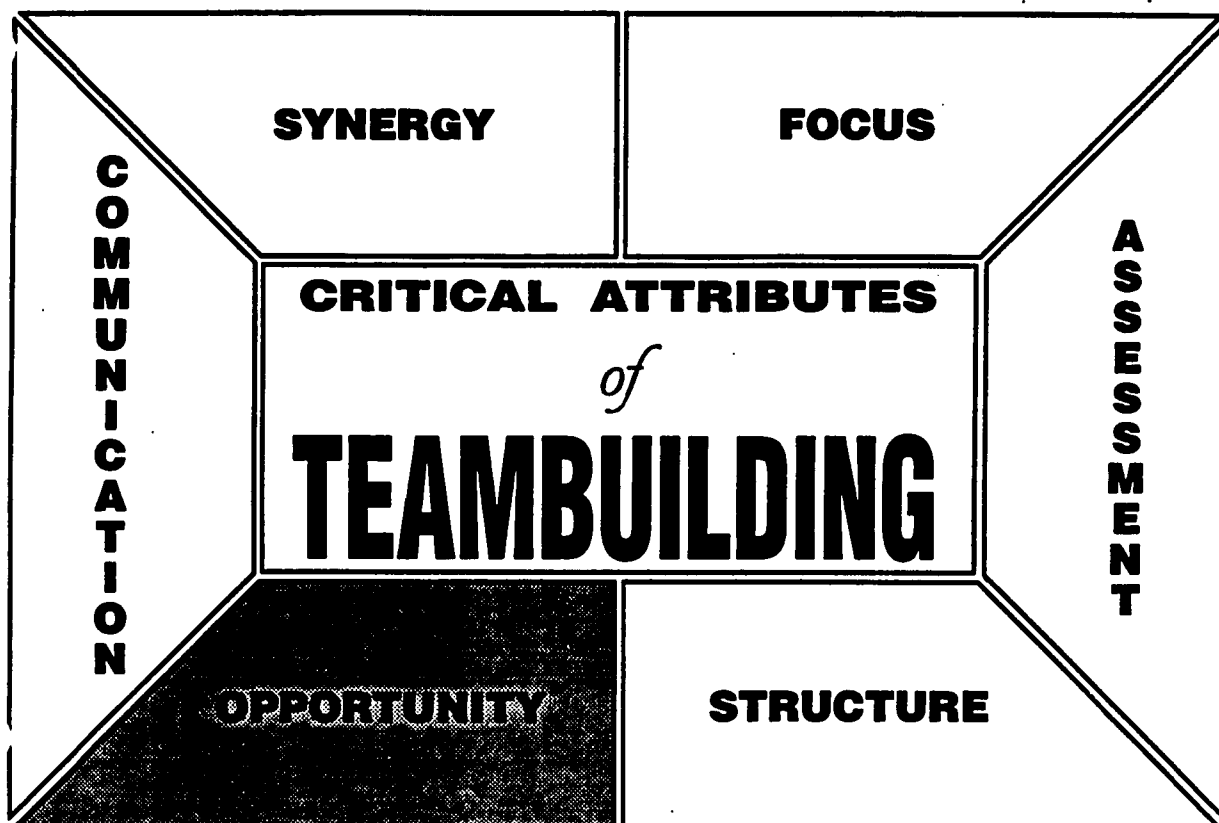 SYNERGY
FOCUS
COMMUNICATION
CRITICAL ATTRIBUTES
of
TEAMBUILDING
ASSESSMENT
OPPORTUNITY
STRUCTURE